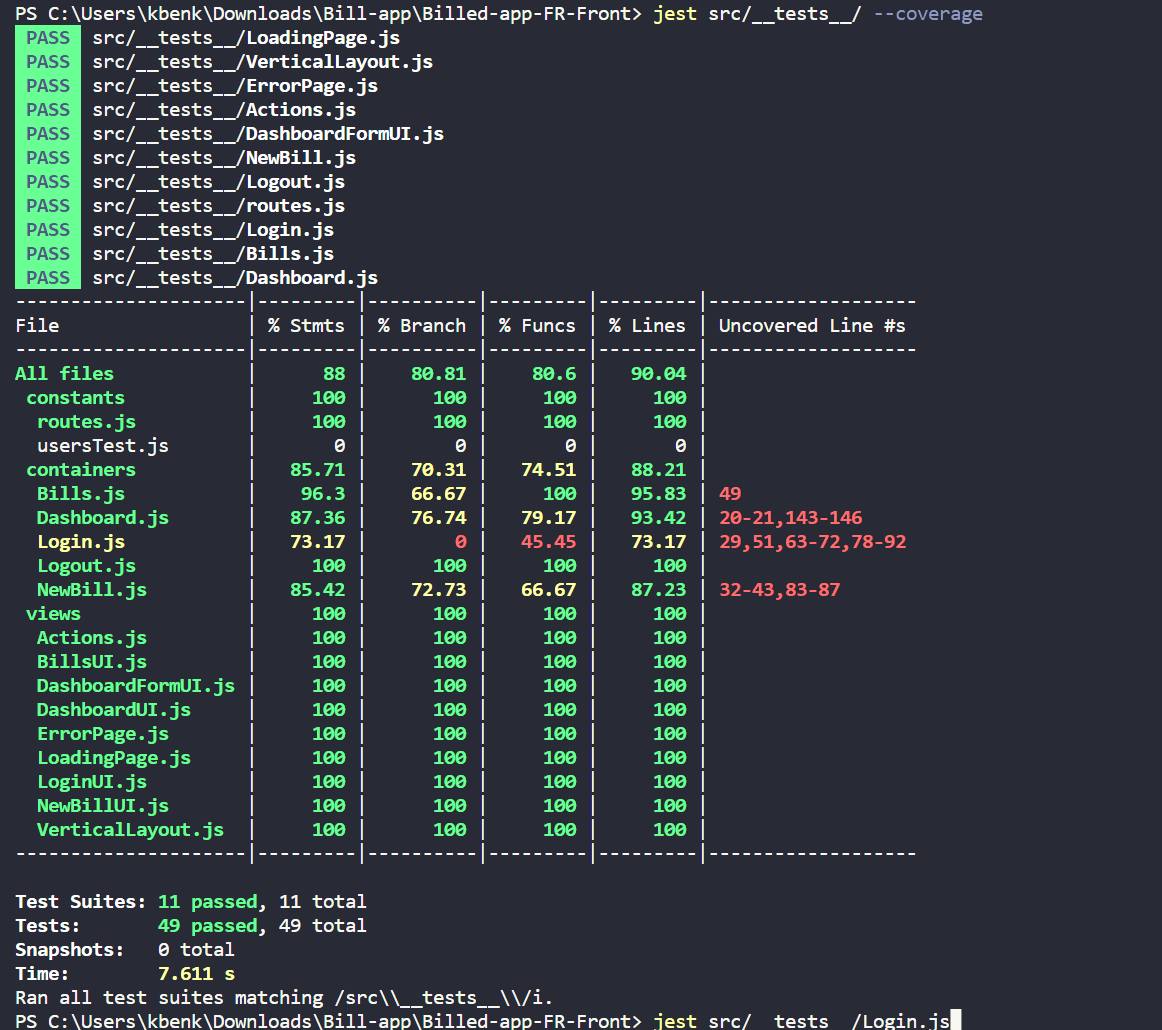 PS C:\Users\kbenk\Downloads\Bill-app\Billed-app-FR-Front> jest src/__tests__/ --coverage
PASS src/__tests__/LoadingPage.js
PASS src/__tests__/VerticalLayout.js
PASS src/__tests__/ErrorPage.js
PASS src/__tests__/Actions.js
PASS src/__tests__/DashboardFormUI.js
PASS src/__tests__/NewBill.js
PASS src/__tests__/Logout.js
PASS src/__tests__/routes.js
PASS src/__tests__/Login.js
PASS src/__tests__/Bills.js
PASS src/__tests__/Dashboard.js
---------------------|---------|----------|---------|---------|-------------------
File                 | % Stmts | % Branch | % Funcs | % Lines | Uncovered Line #s
---------------------|---------|----------|---------|---------|-------------------
All files            |      88 |    80.81 |    80.6 |   90.04 |
 constants           |     100 |      100 |     100 |     100 |
  routes.js          |     100 |      100 |     100 |     100 |
  usersTest.js       |       0 |        0 |       0 |       0 |
 containers          |   85.71 |    70.31 |   74.51 |   88.21 |
  Bills.js           |    96.3 |    66.67 |     100 |   95.83 | 49
  Dashboard.js       |   87.36 |    76.74 |   79.17 |   93.42 | 20-21,143-146
  Login.js           |   73.17 |        0 |   45.45 |   73.17 | 29,51,63-72,78-92
  Logout.js          |     100 |      100 |     100 |     100 |
  NewBill.js         |   85.42 |    72.73 |   66.67 |   87.23 | 32-43,83-87
 views               |     100 |      100 |     100 |     100 |
  Actions.js         |     100 |      100 |     100 |     100 |
  BillsUI.js         |     100 |      100 |     100 |     100 |
  DashboardFormUI.js |     100 |      100 |     100 |     100 |
  DashboardUI.js     |     100 |      100 |     100 |     100 |
  ErrorPage.js       |     100 |      100 |     100 |     100 |
  LoadingPage.js     |     100 |      100 |     100 |     100 |
  LoginUI.js         |     100 |      100 |     100 |     100 |
  NewBillUI.js       |     100 |      100 |     100 |     100 |
  VerticalLayout.js  |     100 |      100 |     100 |     100 |
---------------------|---------|----------|---------|---------|-------------------
Test Suites: 11 passed, 11 total
Tests:       49 passed, 49 total
Snapshots:   0 total
Time:        7.611 s
Ran all test suites matching /src\\__tests__\\/i.
PS C:\Users\kbenk\Downloads\Bill-app\Billed-app-FR-Front> jest src/__tests__/Login.js